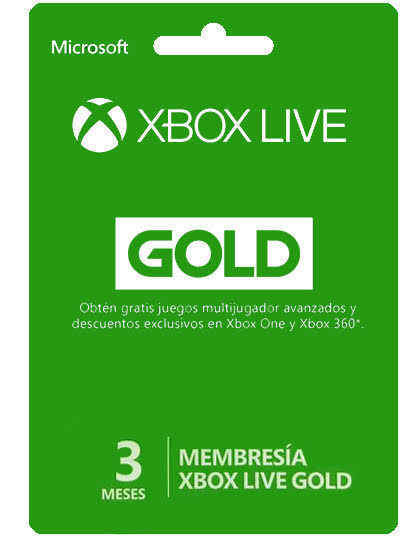 Microsoft
XBOX LIVE
GOLD
Obtén gratis juegos multijugador avanzados y
descuentos exclusivos en Xbox One y Xbox 360*.
3
MESES
MEMBRESÍA
XBOX LIVE GOLD